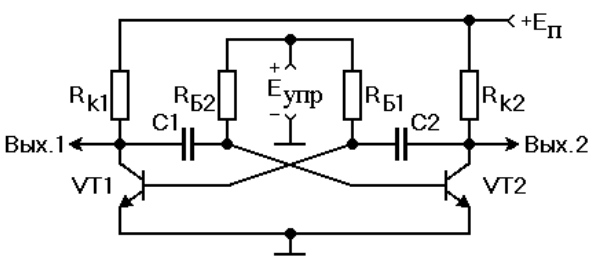 +Eп
Rк1
RБ2
+
Eупр
−
RБ1
Rк2
C1
C2
Вых.1
Вых.2
VT1
VT2